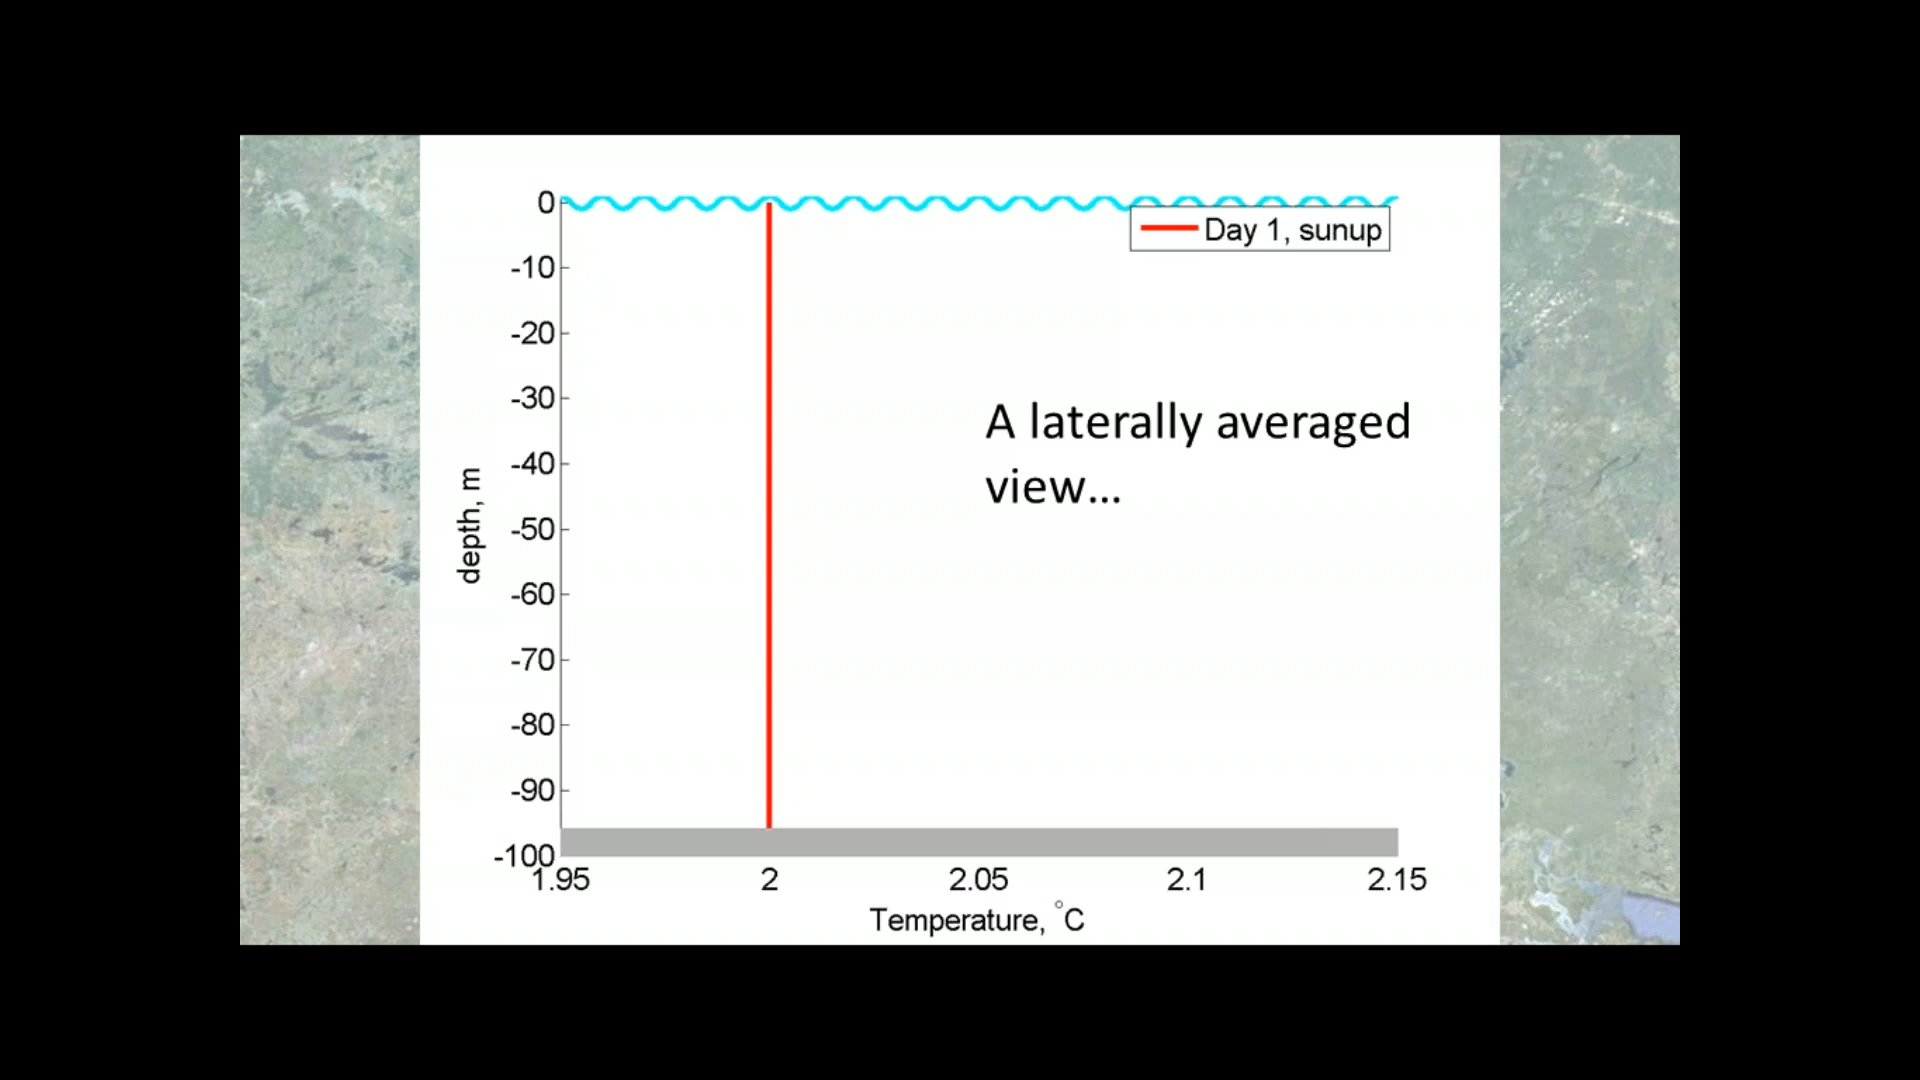 0
Day 1, sunup
-10
-20
-30
A laterally averaged
view...
-40
depth, m
-50
-60
-70
-80
-90
-100
1.95 2 2.05 2.1 2.15
Temperature, °C